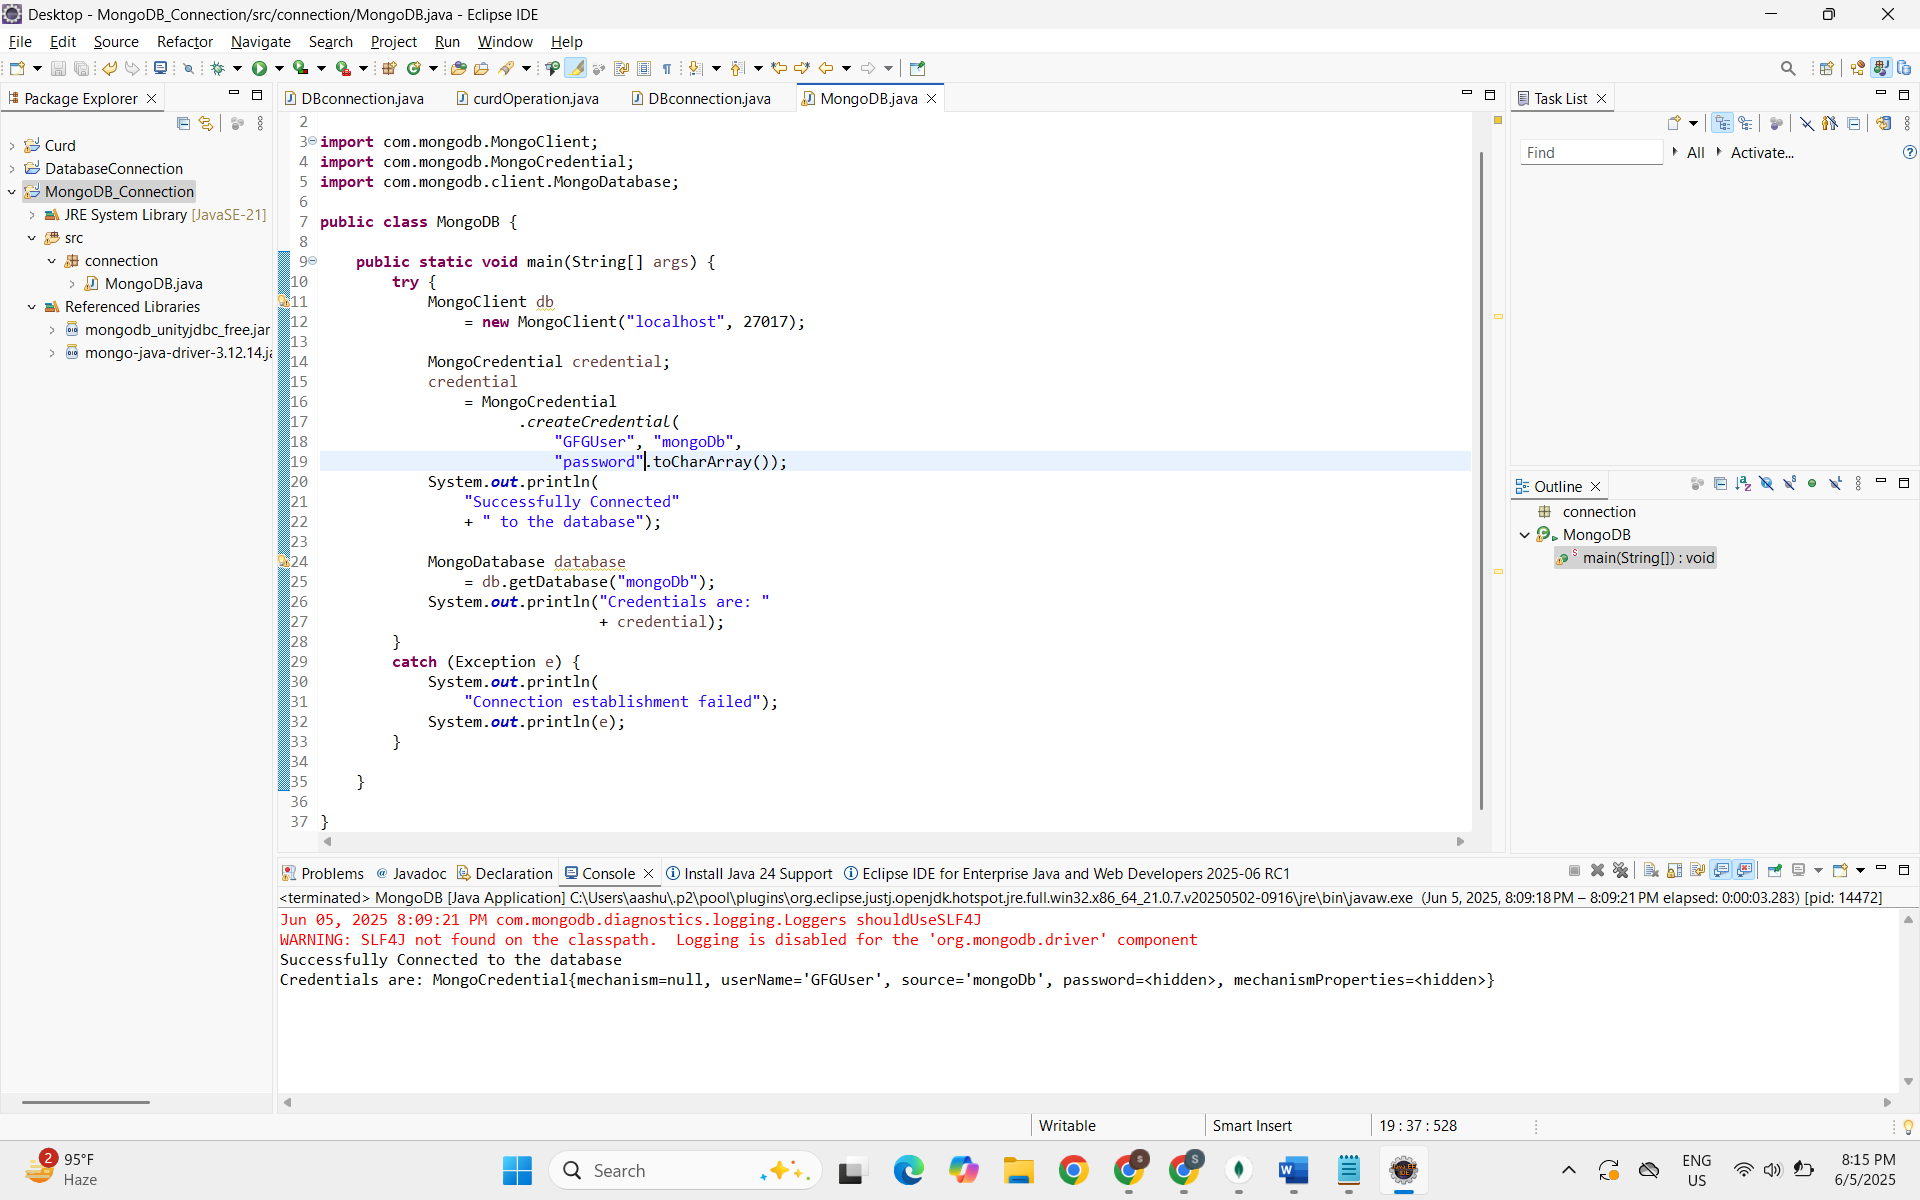 Desktop - MongoDB_Connection/src/connection/MongoDB.java - Eclipse IDE
File Edit Source Refactor Navigate Search Project Run Window Help
Package Explorer
Curd
DatabaseConnection
MongoDB_Connection
JRE System Library [JavaSE-21]
src
connection
MongoDB.java
Referenced Libraries
mongodb_unityjdbc_free.jar
mongo-java-driver-3.12.14.ja
DBconnection.java curdOperation.java DBconnection.java MongoDB.java
2
3 import com.mongodb.MongoClient;
4 import com.mongodb.MongoCredential;
5 import com.mongodb.client.MongoDatabase;
6
7 public class MongoDB {
8
9 public static void main(String[] args) {
10 try {
11 MongoClient db
12 = new MongoClient("localhost", 27017);
13
14 MongoCredential credential;
15 credential
16 = MongoCredential
17 .createCredential(
18 "GFGUser", "mongoDb",
19 "password".toCharArray());
20 System.out.println(
21 "Successfully Connected"
22 + " to the database");
23
24 MongoDatabase database
25 = db.getDatabase("mongoDb");
26 System.out.println("Credentials are: "
27 + credential);
28 }
29 catch (Exception e) {
30 System.out.println(
31 "Connection establishment failed");
32 System.out.println(e);
33 }
34
35 }
36
37 }
Task List
Find All Activate...
Outline
connection
MongoDB
main(String[]) : void
Problems Javadoc Declaration Console Install Java 24 Support Eclipse IDE for Enterprise Java and Web Developers 2025-06 RC1
<terminated> MongoDB [Java Application] C:\Users\aashu\.p2\pool\plugins\org.eclipse.justj.openjdk.hotspot.jre.full.win32.x86_64_21.0.7.v20250502-0916\jre\bin\javaw.exe (Jun 5, 2025, 8:09:18 PM – 8:09:21 PM elapsed: 0:00:03.283) [pid: 14472]
Jun 05, 2025 8:09:21 PM com.mongodb.diagnostics.logging.Loggers shouldUseSLF4J
WARNING: SLF4J not found on the classpath.  Logging is disabled for the 'org.mongodb.driver' component
Successfully Connected to the database
Credentials are: MongoCredential{mechanism=null, userName='GFGUser', source='mongoDb', password=<hidden>, mechanismProperties=<hidden>}
Writable Smart Insert 19 : 37 : 528
2
95°F
Haze
Search
ENG
US
8:15 PM
6/5/2025